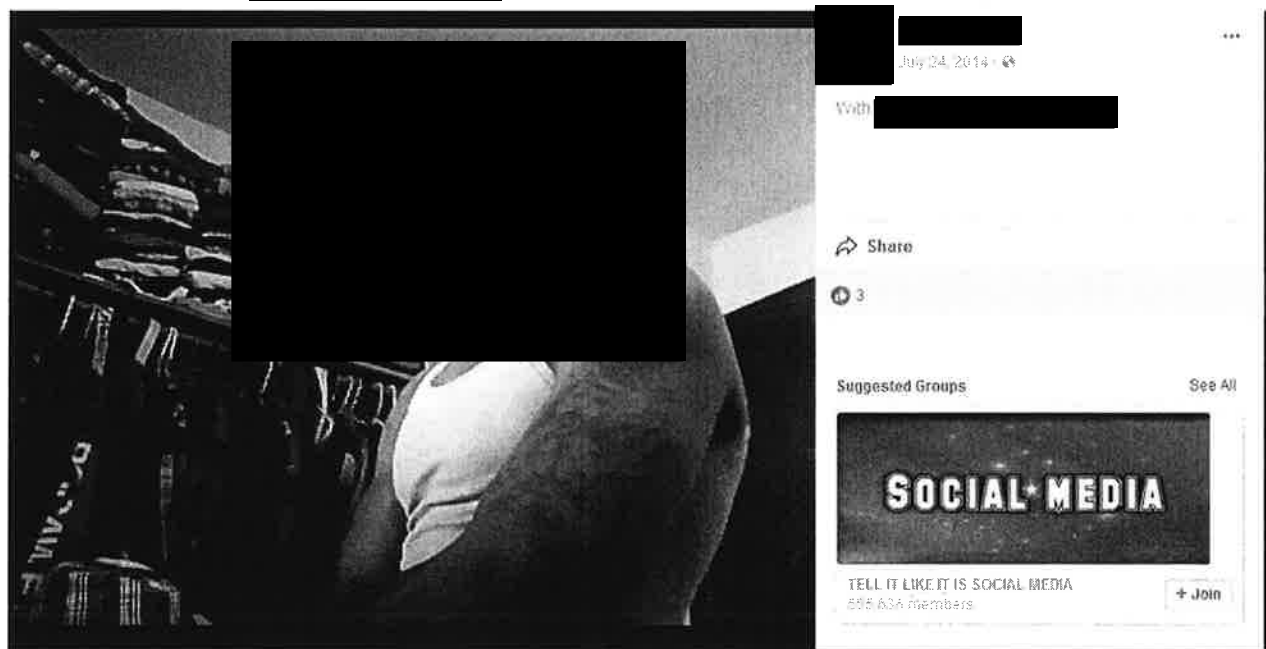 July 24, 2014
With
Share
3
Suggested Groups
See All
SOCIAL MEDIA
TELL IT LIKE IT IS SOCIAL MEDIA
members
+ Join